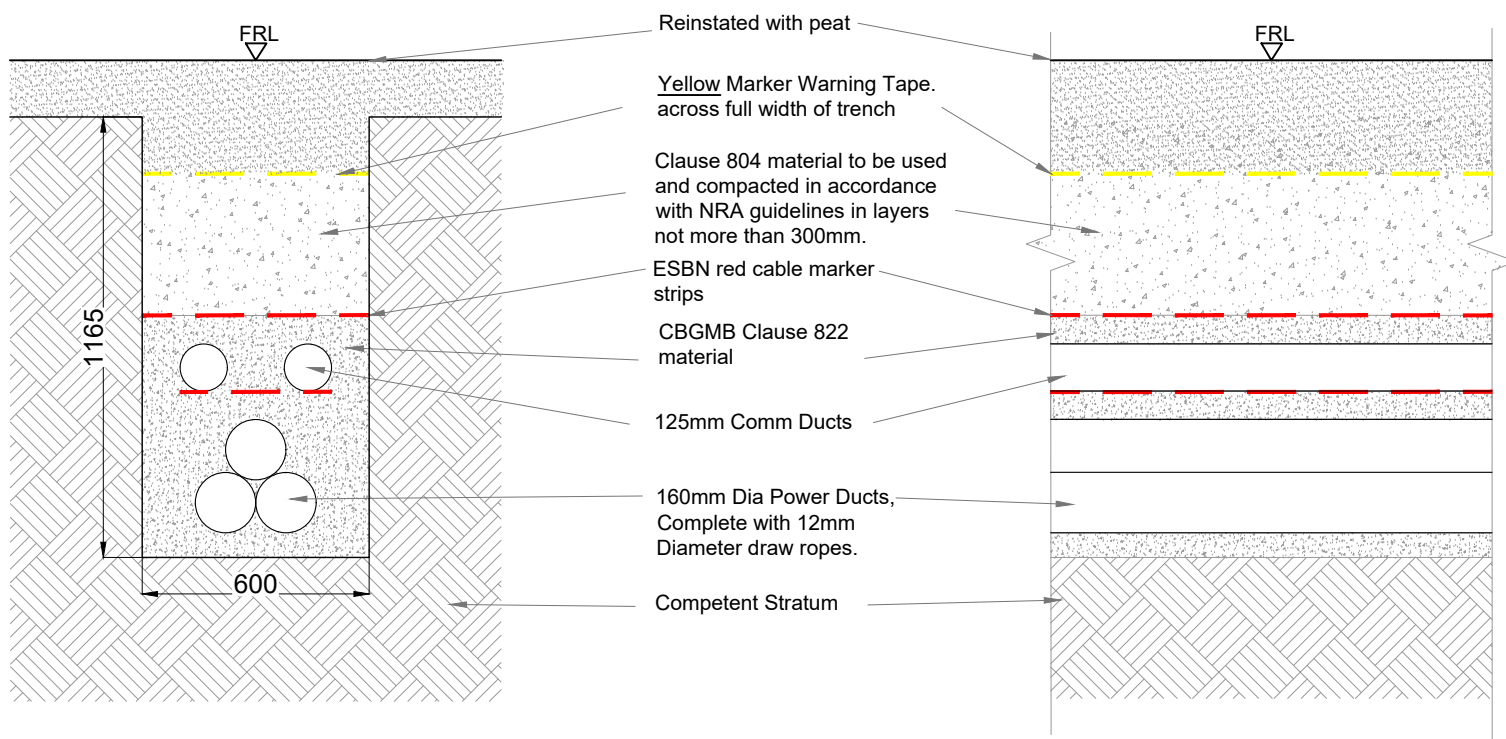 FRL
Reinstated with peat
FRL
Yellow Marker Warning Tape.
across full width of trench
Clause 804 material to be used
and compacted in accordance
with NRA guidelines in layers
not more than 300mm.
ESBN red cable marker
strips
1165
CBGMB Clause 822
material
125mm Comm Ducts
160mm Dia Power Ducts,
Complete with 12mm
Diameter draw ropes.
600
Competent Stratum